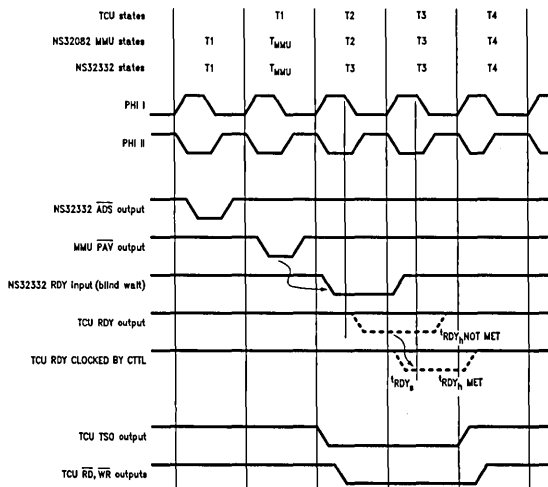 TCU states T1 T2 T3 T4
NS32082 MMU states T1 TMMU T2 T3 T4
NS32332 states T1 TMMU T3 T3 T4
PHI I
PHI II
NS32332 ADS output
MMU PAV output
NS32332 RDY input (blind wait)
TCU RDY output
tRDYh NOT MET
TCU RDY CLOCKED BY CTTL
tRDYs tRDYh MET
TCU TSO output
TCU RD, WR outputs